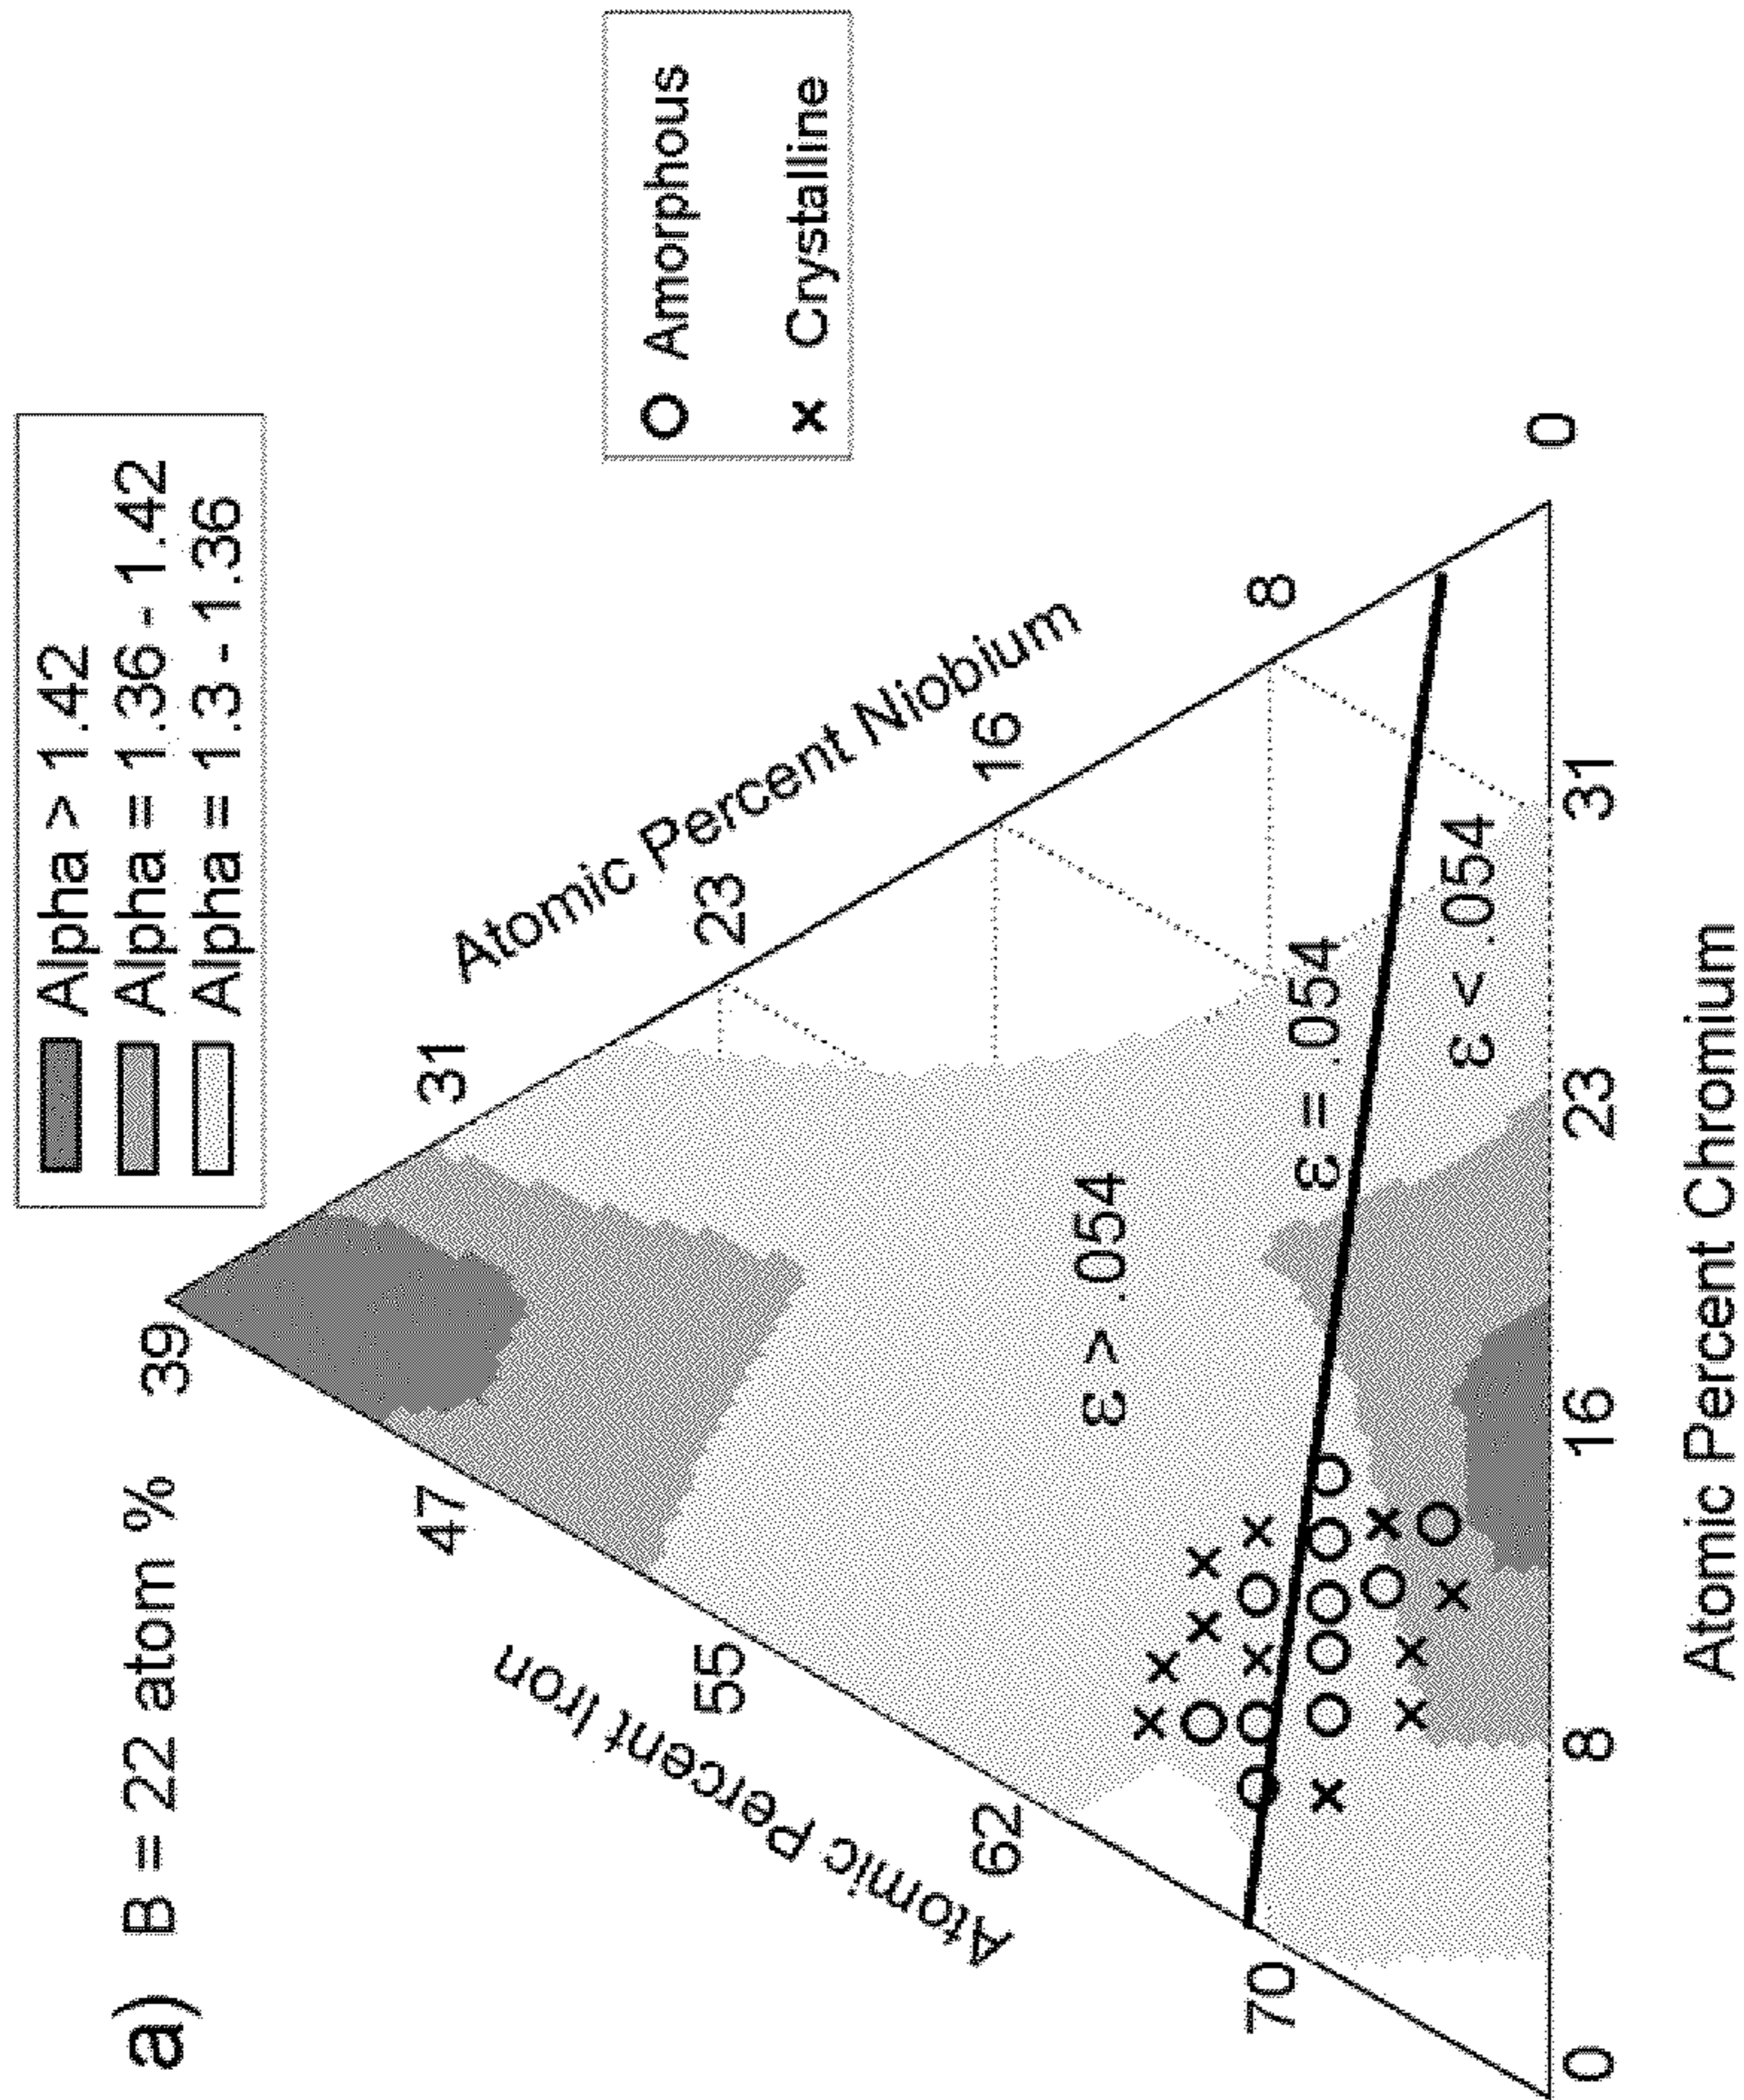 a) B = 22 atom %
Alpha > 1.42
Alpha = 1.36 - 1.42
Alpha = 1.3 - 1.36
O Amorphous
x Crystalline
39
47
55
62
70
Atomic Percent Iron
31
23
16
8
0
Atomic Percent Niobium
ε > .054
ε = .054
ε < .054
0
8
16
23
31
Atomic Percent Chromium